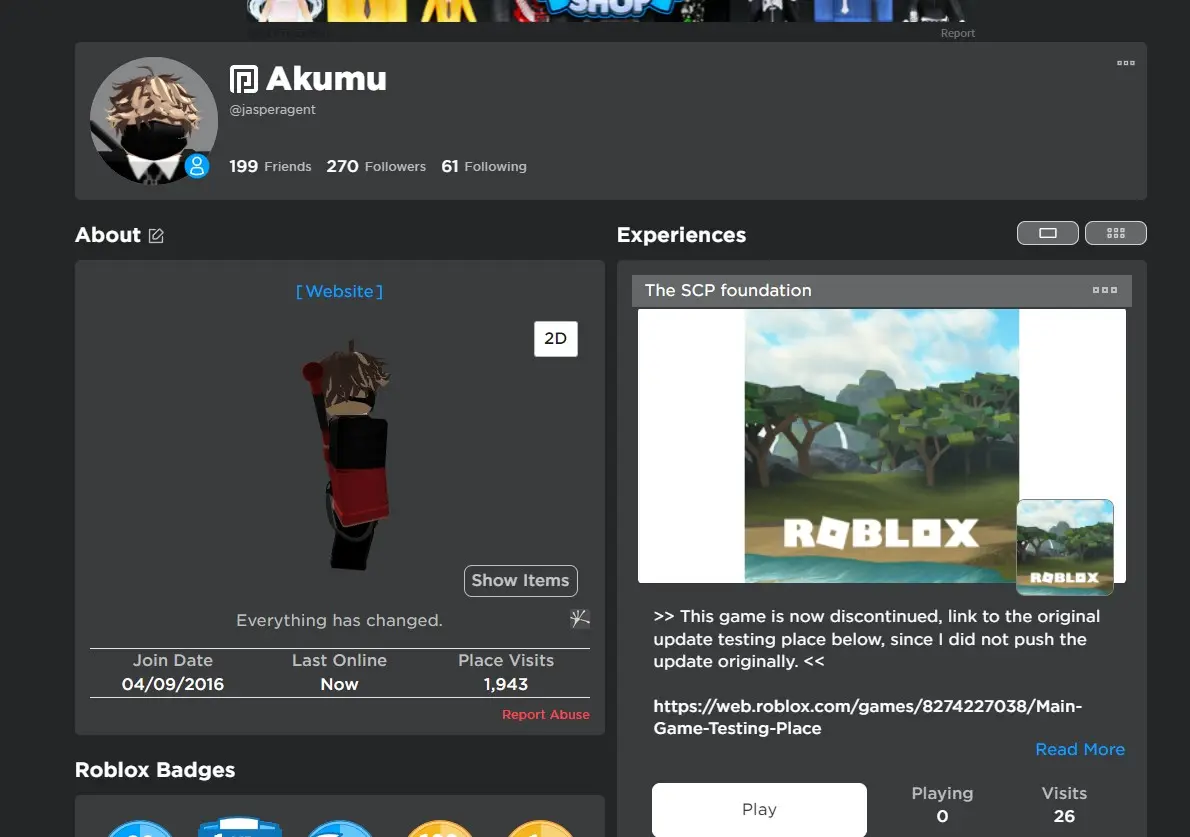 SHOP
Report
Akumu
@jasperagent
199 Friends 270 Followers 61 Following
About
Experiences
[ Website ]
The SCP foundation
2D
ROBLOX
ROBLOX
Show Items
Everything has changed.
>> This game is now discontinued, link to the original
update testing place below, since I did not push the
update originally. <<
Join Date Last Online Place Visits
04/09/2016 Now 1,943
https://web.roblox.com/games/8274227038/Main-
Game-Testing-Place
Report Abuse
Read More
Roblox Badges
Play
Playing Visits
0 26